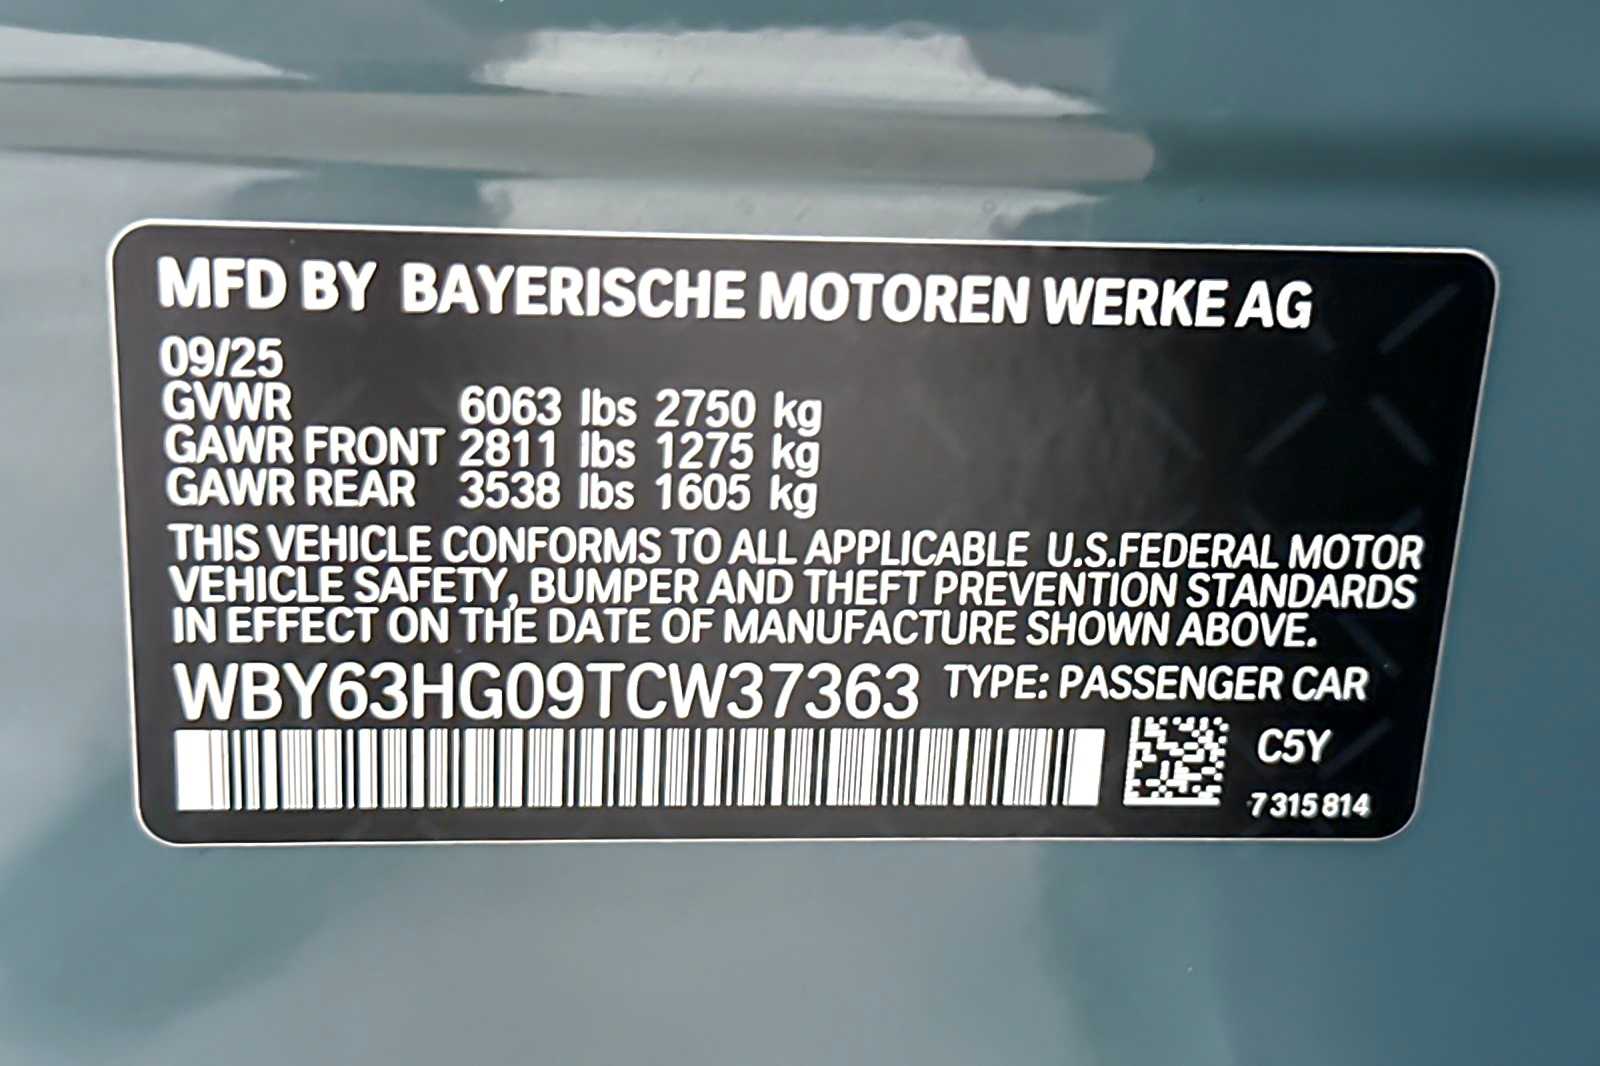 MFD BY BAYERISCHE MOTOREN WERKE AG
09/25
GVWR 6063 lbs 2750 kg
GAWR FRONT 2811 lbs 1275 kg
GAWR REAR 3538 lbs 1605 kg
THIS VEHICLE CONFORMS TO ALL APPLICABLE U.S.FEDERAL MOTOR
VEHICLE SAFETY, BUMPER AND THEFT PREVENTION STANDARDS
IN EFFECT ON THE DATE OF MANUFACTURE SHOWN ABOVE.
WBY63HG09TCW37363 TYPE: PASSENGER CAR
C5Y
7 315 814